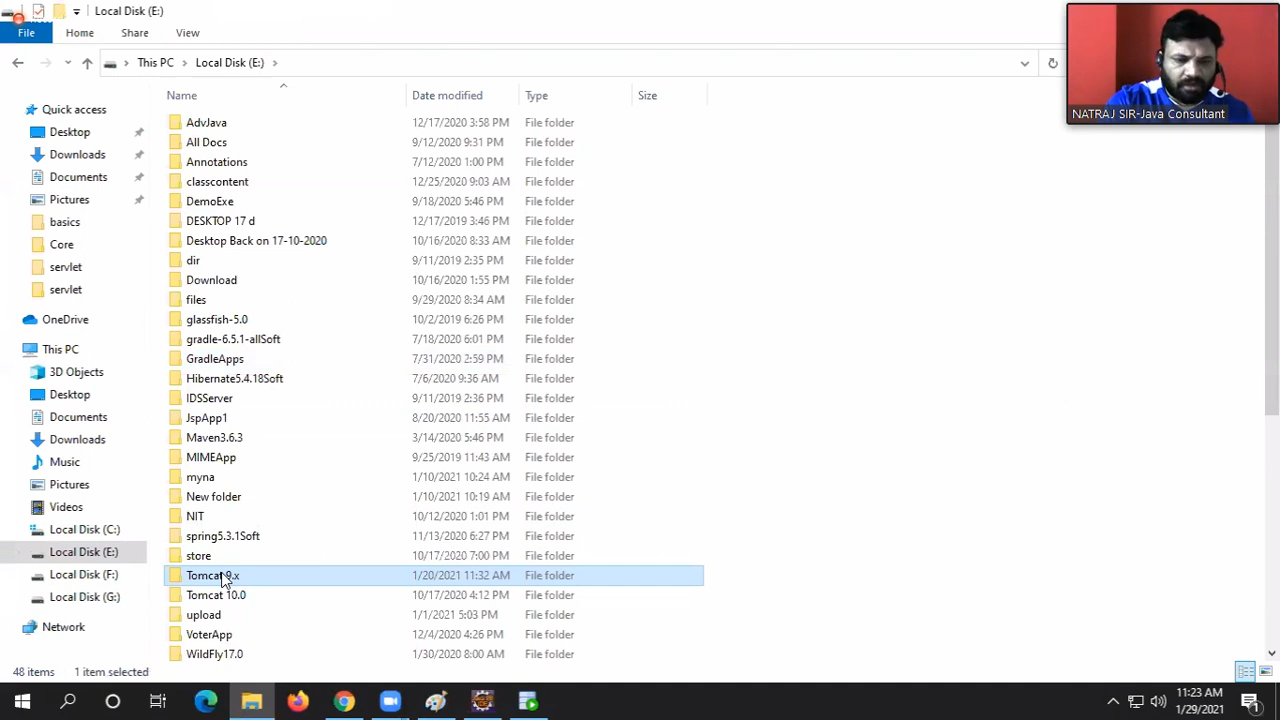 Local Disk (E:)
File Home Share View
This PC Local Disk (E:)
NATRAJ SIR-Java Consultant
Name Date modified Type Size
Quick access
Desktop
Downloads
Documents
Pictures
basics
Core
servlet
servlet
OneDrive
This PC
3D Objects
Desktop
Documents
Downloads
Music
Pictures
Videos
Local Disk (C:)
Local Disk (E:)
Local Disk (F:)
Local Disk (G:)
Network
AdvJava 12/17/2020 3:58 PM File folder
All Docs 9/12/2020 9:31 PM File folder
Annotations 7/12/2020 1:00 PM File folder
classcontent 12/25/2020 9:03 AM File folder
DemoExe 9/18/2020 5:46 PM File folder
DESKTOP 17 d 12/17/2019 3:46 PM File folder
Desktop Back on 17-10-2020 10/16/2020 8:33 AM File folder
dir 9/11/2019 2:35 PM File folder
Download 10/16/2020 1:55 PM File folder
files 9/29/2020 8:34 AM File folder
glassfish-5.0 10/2/2019 6:26 PM File folder
gradle-6.5.1-allSoft 7/18/2020 6:01 PM File folder
GradleApps 7/31/2020 2:59 PM File folder
Hibernate5.4.18Soft 7/6/2020 9:36 AM File folder
IDSServer 9/11/2019 2:36 PM File folder
JspApp1 8/20/2020 11:55 AM File folder
Maven3.6.3 3/14/2020 5:46 PM File folder
MIMEApp 9/25/2019 11:43 AM File folder
myna 1/10/2021 10:24 AM File folder
New folder 1/10/2021 10:19 AM File folder
NIT 10/12/2020 1:01 PM File folder
spring5.3.1Soft 11/13/2020 6:27 PM File folder
store 10/17/2020 7:00 PM File folder
Tomcat 9.x 1/20/2021 11:32 AM File folder
Tomcat 10.0 10/17/2020 4:12 PM File folder
upload 1/1/2021 5:03 PM File folder
VoterApp 12/4/2020 4:26 PM File folder
WildFly17.0 1/30/2020 8:00 AM File folder
48 items 1 item selected
11:23 AM
1/29/2021